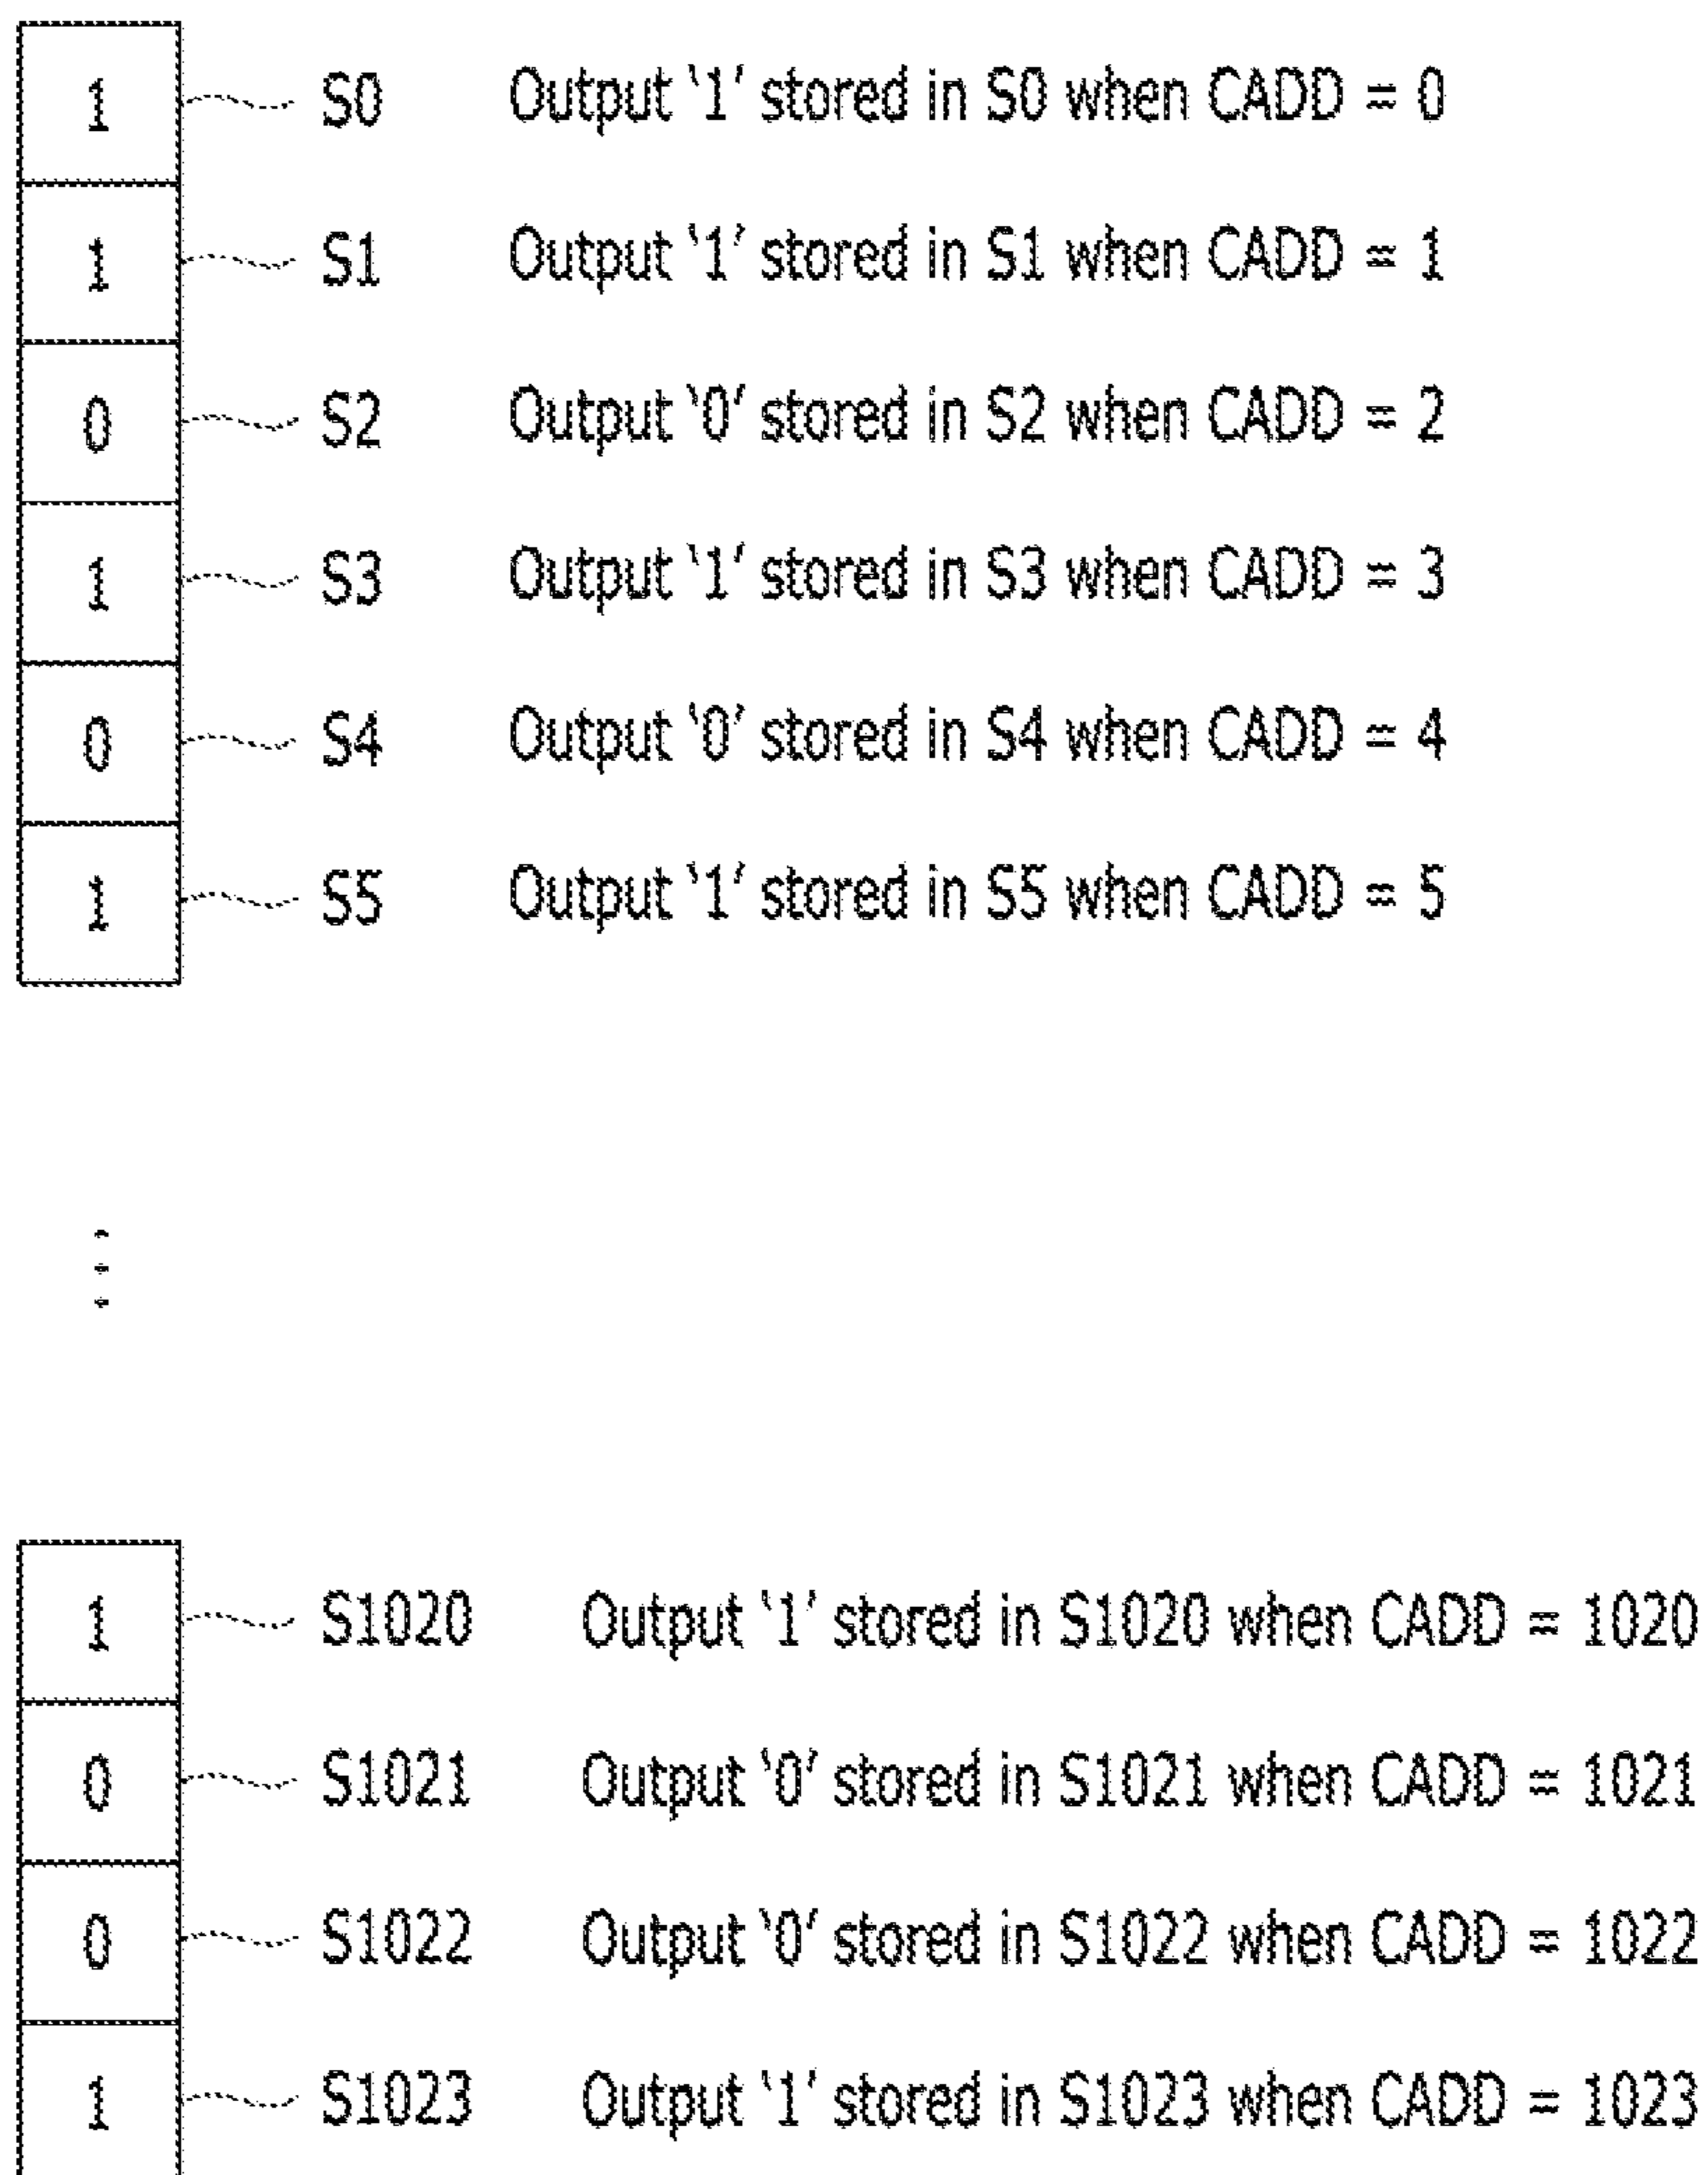 1 S0 Output ‘1’ stored in S0 when CADD = 0
1 S1 Output ‘1’ stored in S1 when CADD = 1
0 S2 Output ‘0’ stored in S2 when CADD = 2
1 S3 Output ‘1’ stored in S3 when CADD = 3
0 S4 Output ‘0’ stored in S4 when CADD = 4
1 S5 Output ‘1’ stored in S5 when CADD = 5
1 S1020 Output ‘1’ stored in S1020 when CADD = 1020
0 S1021 Output ‘0’ stored in S1021 when CADD = 1021
0 S1022 Output ‘0’ stored in S1022 when CADD = 1022
1 S1023 Output ‘1’ stored in S1023 when CADD = 1023